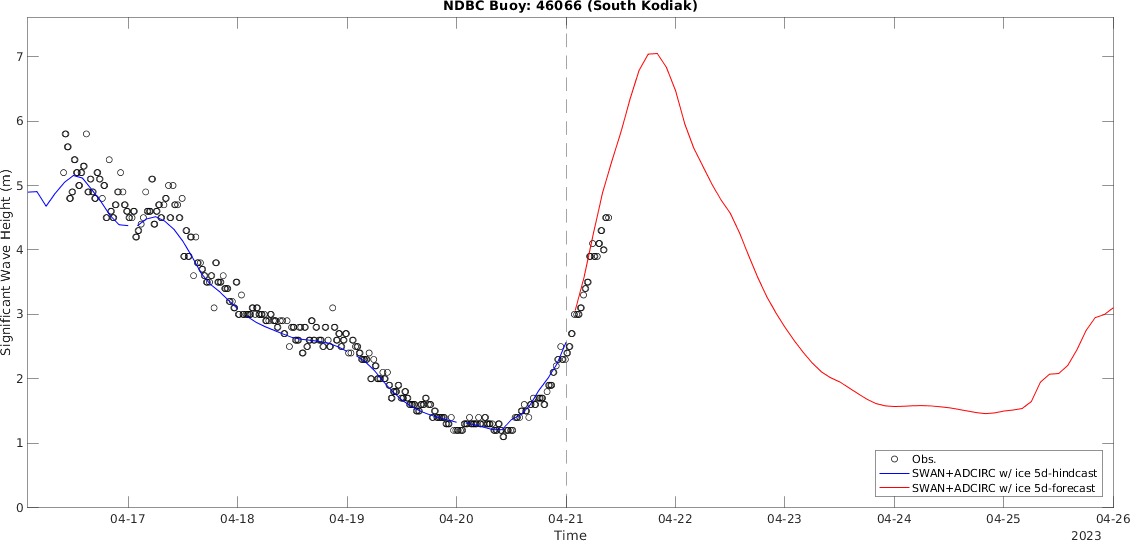 NDBC Buoy: 46066 (South Kodiak)
Significant Wave Height (m)
7
6
5
4
3
2
1
0
Obs.
SWAN+ADCIRC w/ ice 5d-hindcast
SWAN+ADCIRC w/ ice 5d-forecast
04-17 04-18 04-19 04-20 04-21 04-22 04-23 04-24 04-25 04-26
Time
2023